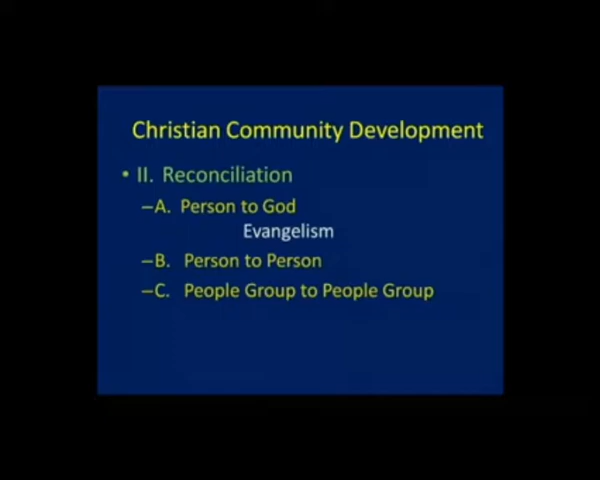 Christian Community Development
• II. Reconciliation
–A. Person to God
Evangelism
–B. Person to Person
–C. People Group to People Group